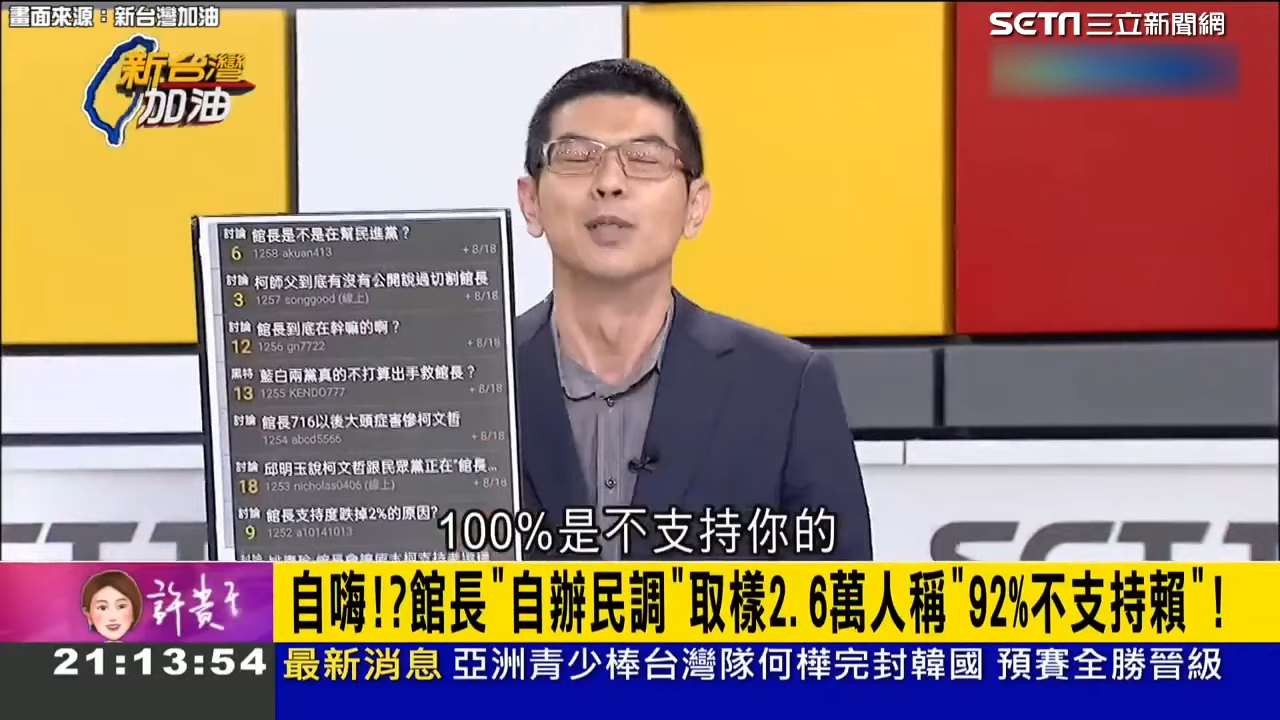 畫面來源：新台灣加油
SETN三立新聞網
新台灣
加油
討論 館長是不是在幫民進黨？
6 1258 akuan413 + 8/18
討論 柯師父到底有沒有公開說過切割館長
3 1257 songgood (線上) + 8/18
討論 館長到底在幹嘛的啊？
12 1256 gn7722 + 8/18
黑特 藍白兩黨真的不打算出手救館長？
13 1255 KENDO777 + 8/18
討論 館長716以後大頭症害慘柯文哲
1254 abcd5566 + 8/18
討論 邱明玉說柯文哲跟民眾黨正在"館長...
18 1253 nicholas0406 (線上) + 8/18
討論 館長支持度跌掉2%的原因?
9 1252 a10141013
100%是不支持你的
自嗨!?館長"自辦民調"取樣2.6萬人稱"92%不支持賴"!
21:13:54 最新消息 亞洲青少棒台灣隊何樺完封韓國 預賽全勝晉級